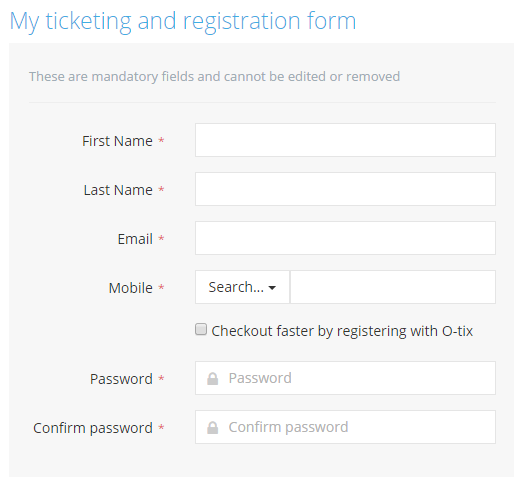 My ticketing and registration form
These are mandatory fields and cannot be edited or removed
First Name *
Last Name *
Email *
Mobile * Search...
Checkout faster by registering with O-tix
Password * Password
Confirm password * Confirm password